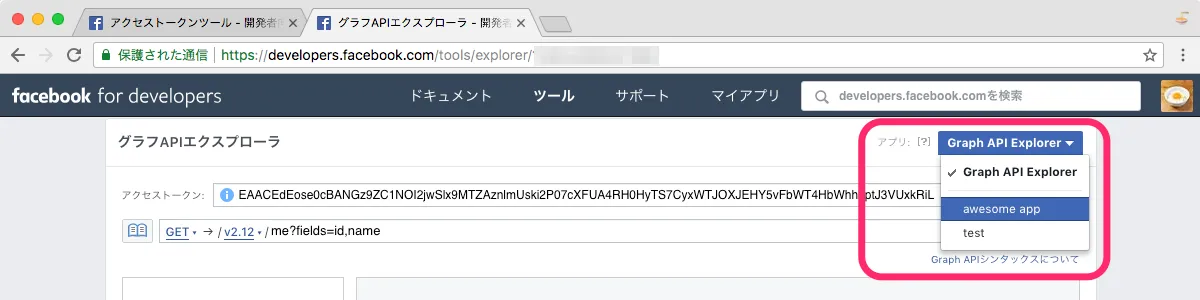 アクセストークンツール - 開発者向
グラフAPIエクスプローラ - 開発者
保護された通信 https://developers.facebook.com/tools/explorer/
facebook for developers ドキュメント ツール サポート マイアプリ developers.facebook.comを検索
グラフAPIエクスプローラ アプリ: [?] Graph API Explorer
Graph API Explorer
アクセストークン: EAACEdEose0cBANGz9ZC1NOI2jwSlx9MTZAznlmUski2P07cXFUA4RH0HyTS7CyxWTJOXJEHY5vFbWT4HbWhh
awesome app
GET → / v2.12 / me?fields=id,name
test
Graph APIシンタックスについて